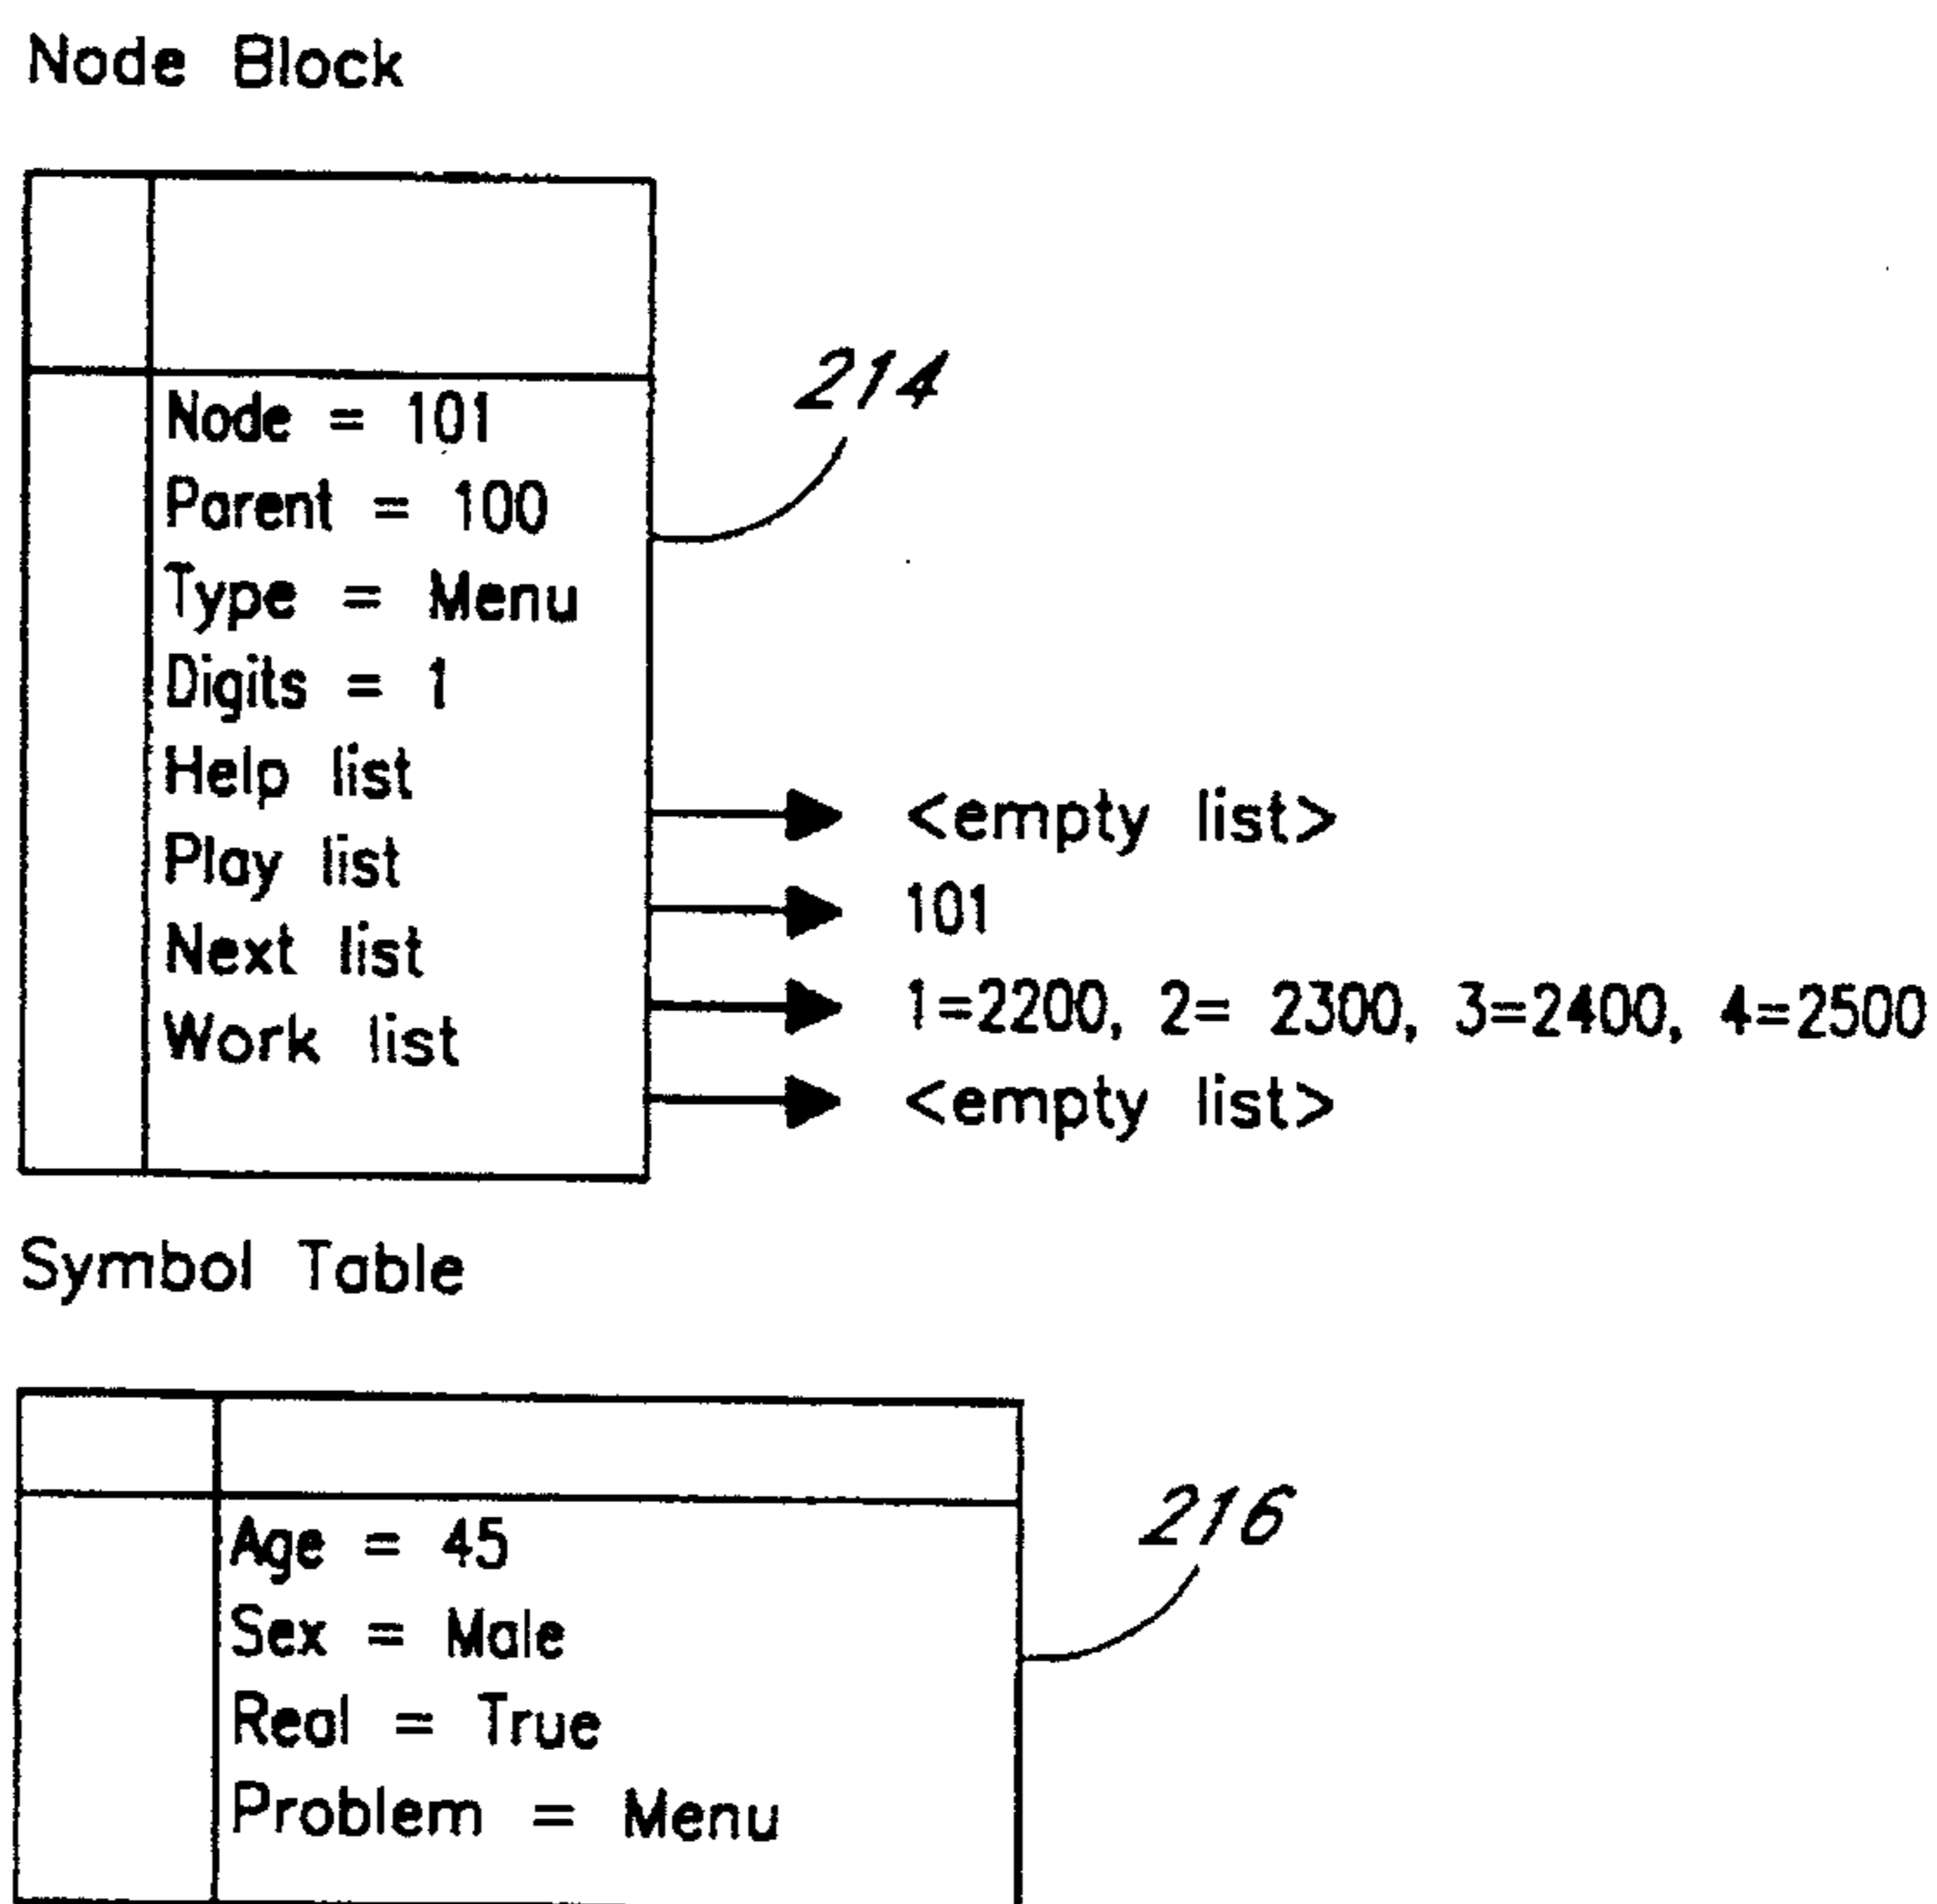 Node Block
214
Node = 101
Parent = 100
Type = Menu
Digits = 1
Help list
<empty list>
Play list
101
Next list
1=2200, 2= 2300, 3=2400, 4=2500
Work list
<empty list>
Symbol Table
216
Age = 45
Sex = Male
Real = True
Problem = Menu